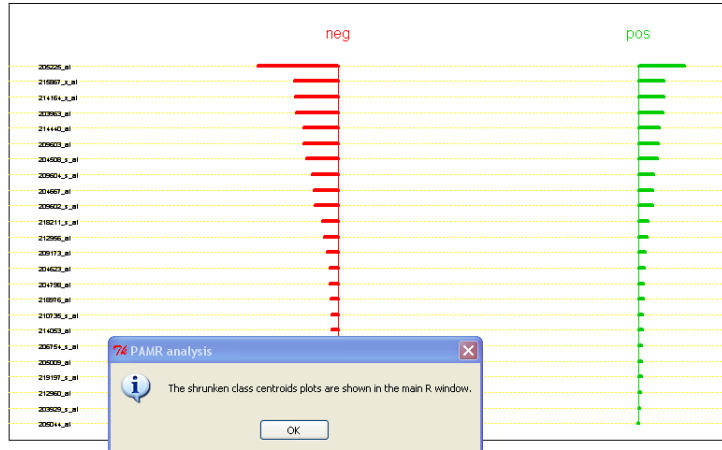 neg pos
205225_at
215867_x_at
214164_x_at
203963_at
214440_at
209603_at
204508_s_at
209604_s_at
204667_at
209602_s_at
218211_s_at
212956_at
209173_at
204623_at
204798_at
218976_at
210735_s_at
214053_at
206754_s_at
205009_at
219197_s_at
212960_at
203929_s_at
205044_at
PAMR analysis
The shrunken class centroids plots are shown in the main R window.
OK